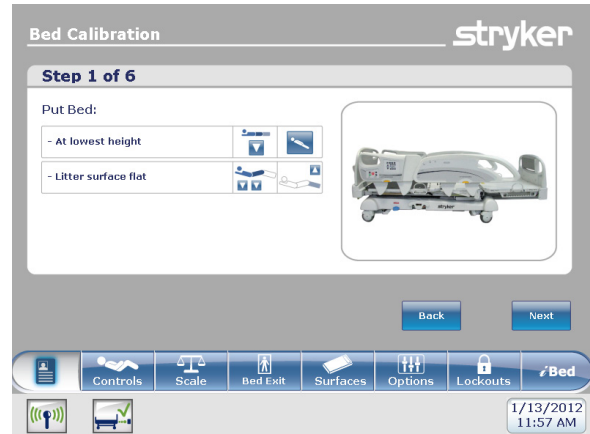 Bed Calibration
stryker
Step 1 of 6
Put Bed:
- At lowest height
- Litter surface flat
stryker
Back
Next
Controls
Scale
Bed Exit
Surfaces
Options
Lockouts
iBed
1/13/2012
11:57 AM